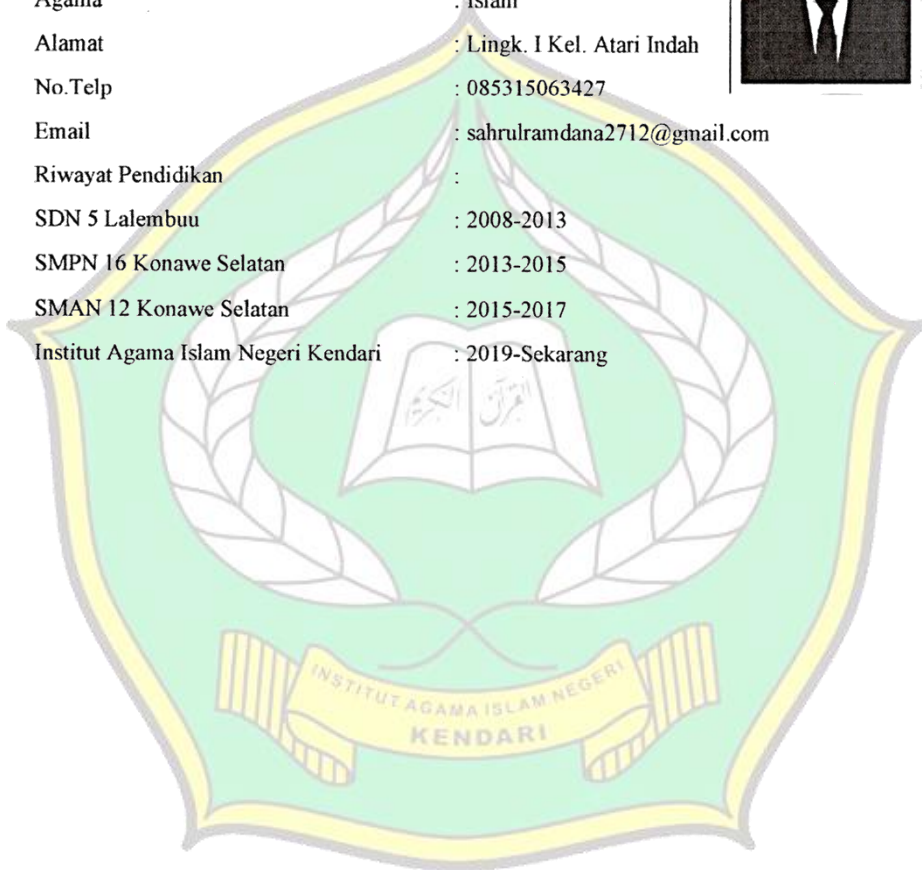 Agama : Islam
Alamat : Lingk. I Kel. Atari Indah
No.Telp : 085315063427
Email : sahrulramdana2712@gmail.com
Riwayat Pendidikan :
SDN 5 Lalembuu : 2008-2013
SMPN 16 Konawe Selatan : 2013-2015
SMAN 12 Konawe Selatan : 2015-2017
Institut Agama Islam Negeri Kendari : 2019-Sekarang
القرآن الكريم
INSTITUT AGAMA ISLAM NEGERI
KENDARI